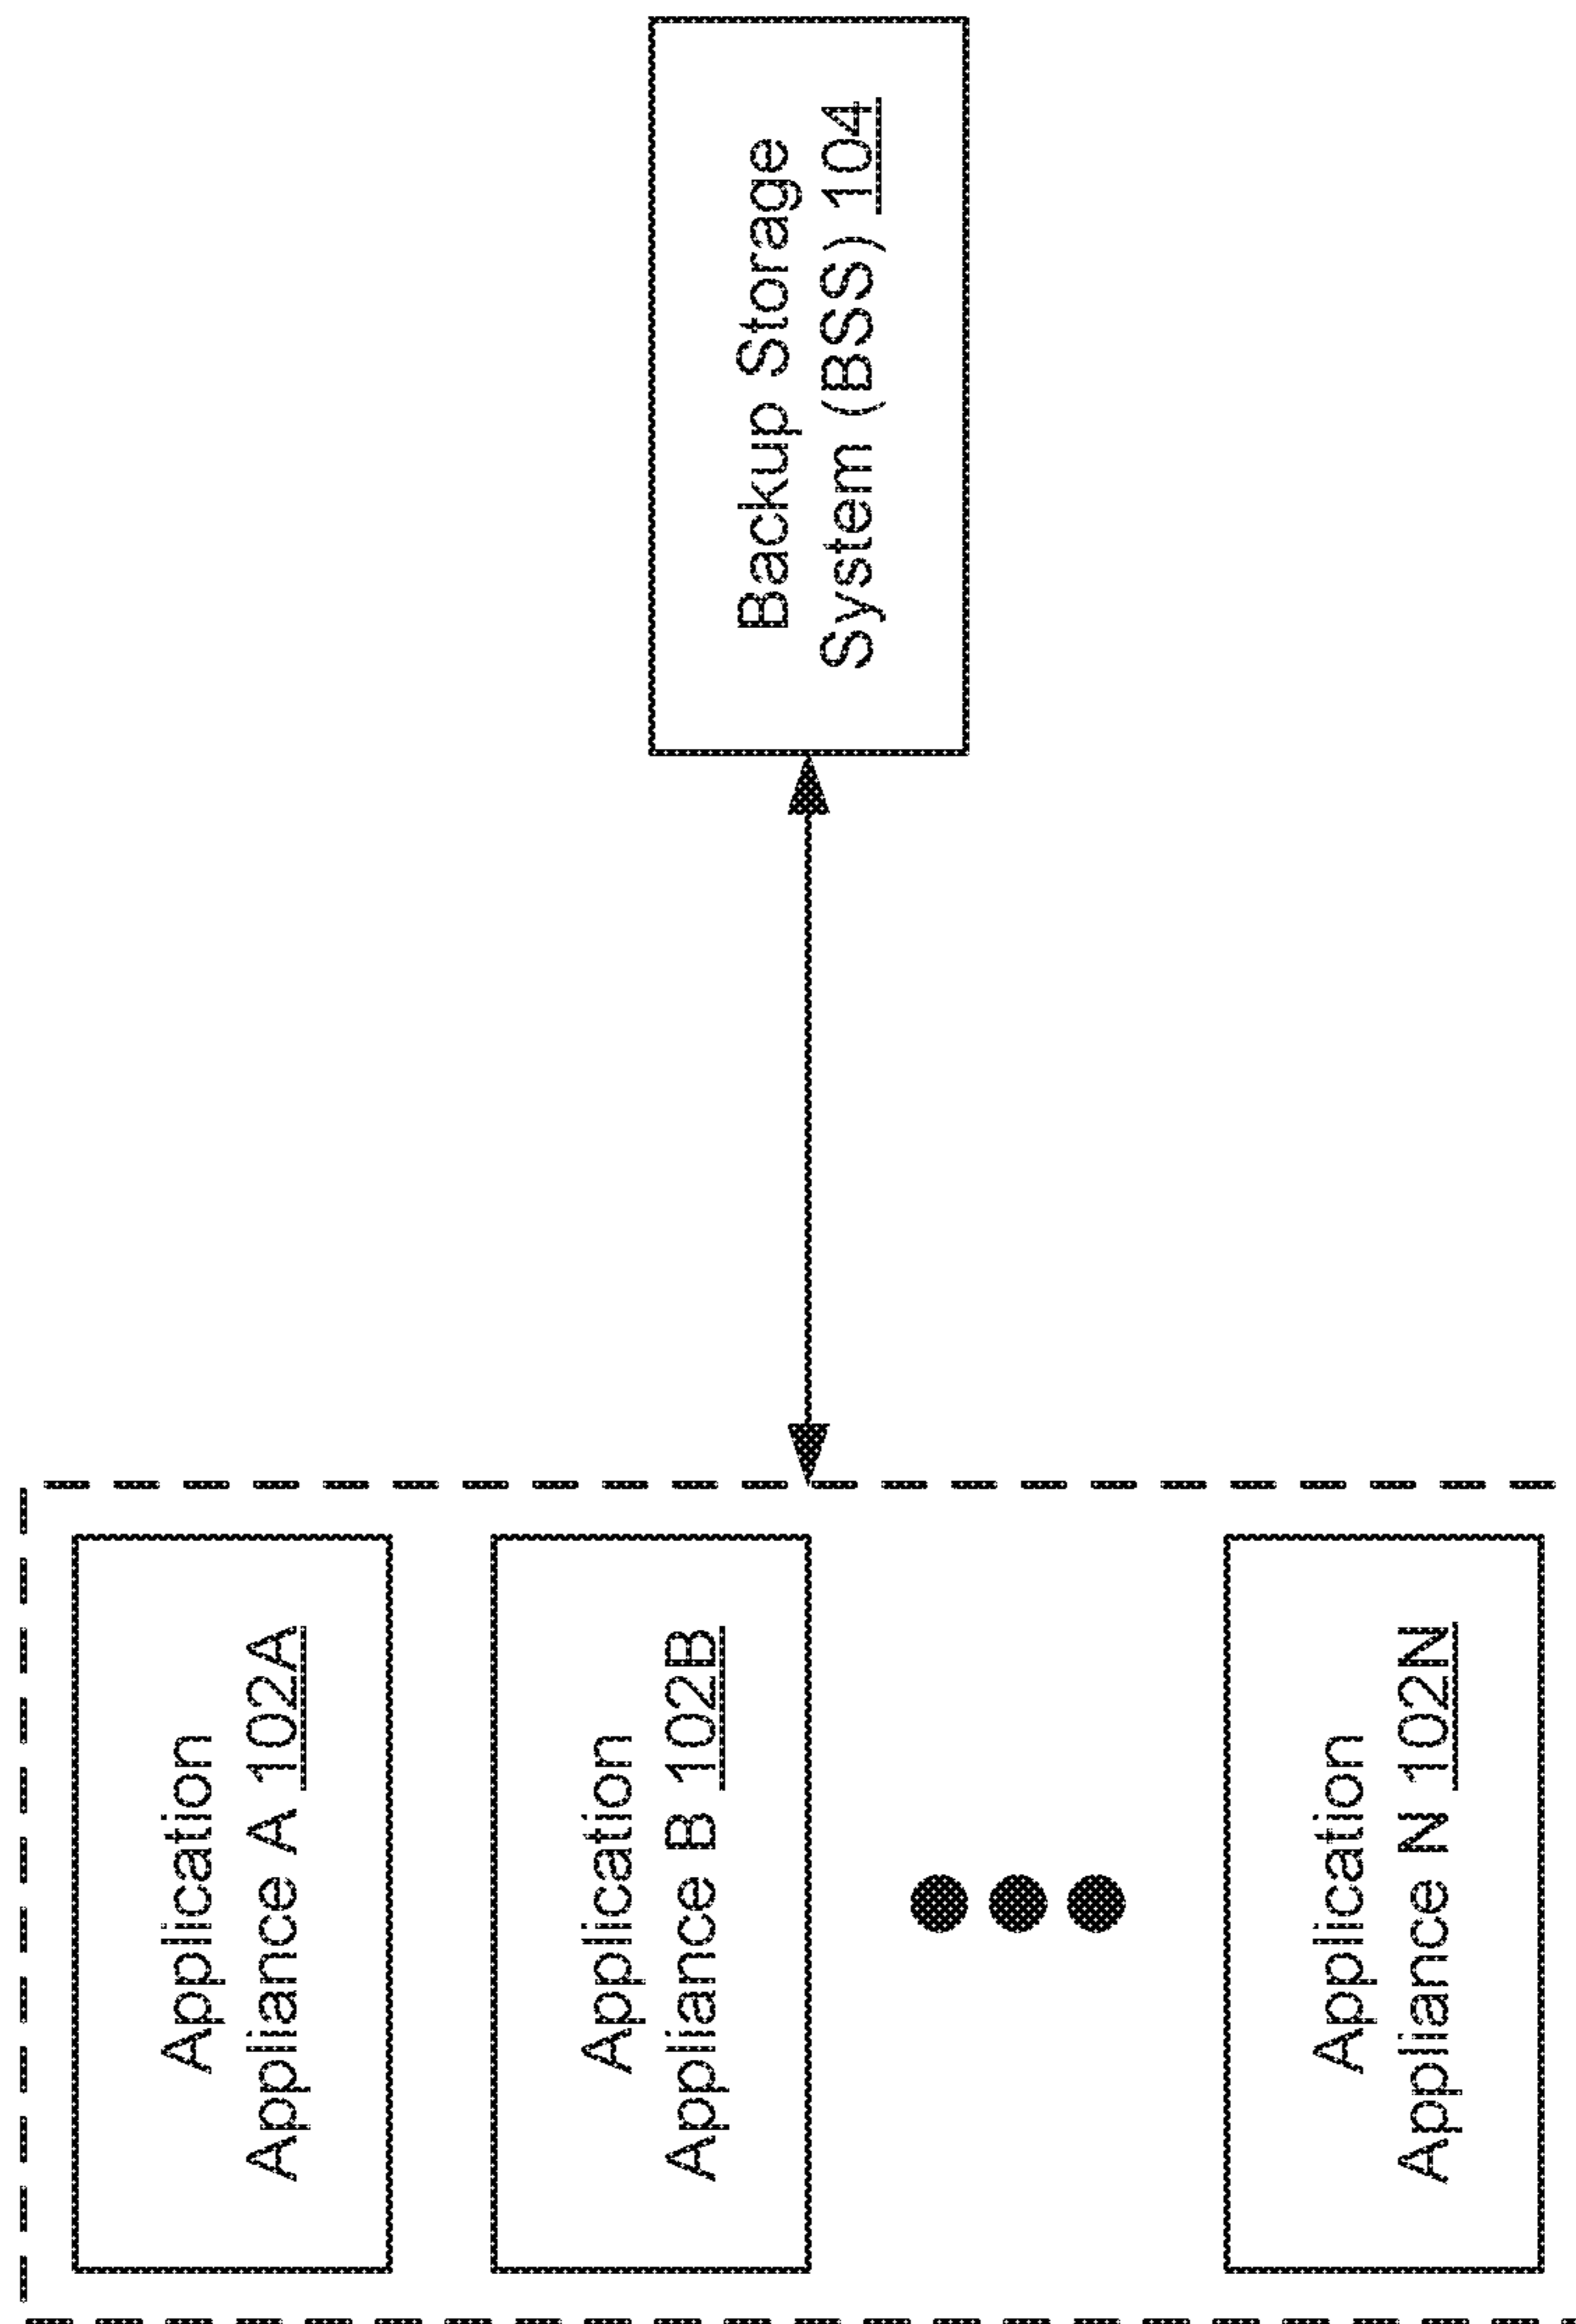 Application
Appliance A 102A
Application
Appliance B 102B
Application
Appliance N 102N
Backup Storage
System (BSS) 104